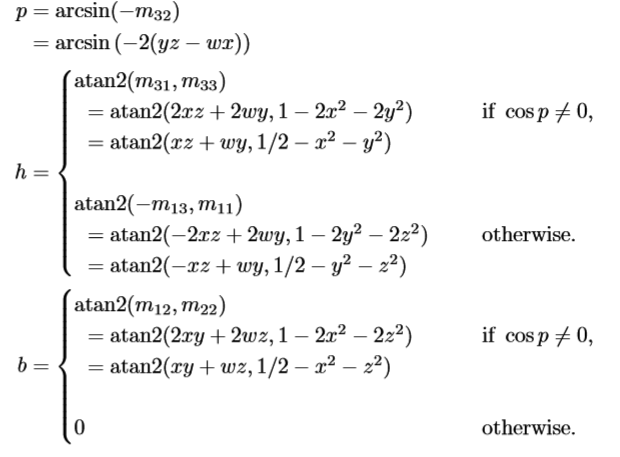 p = arcsin(−m₃₂)
= arcsin (−2(yz − wx))
atan2(m₃₁, m₃₃)
= atan2(2xz + 2wy, 1 − 2x² − 2y²) if cos p ≠ 0,
= atan2(xz + wy, 1/2 − x² − y²)
h =
atan2(−m₁₃, m₁₁)
= atan2(−2xz + 2wy, 1 − 2y² − 2z²) otherwise.
= atan2(−xz + wy, 1/2 − y² − z²)
atan2(m₁₂, m₂₂)
= atan2(2xy + 2wz, 1 − 2x² − 2z²) if cos p ≠ 0,
b = = atan2(xy + wz, 1/2 − x² − z²)
0 otherwise.